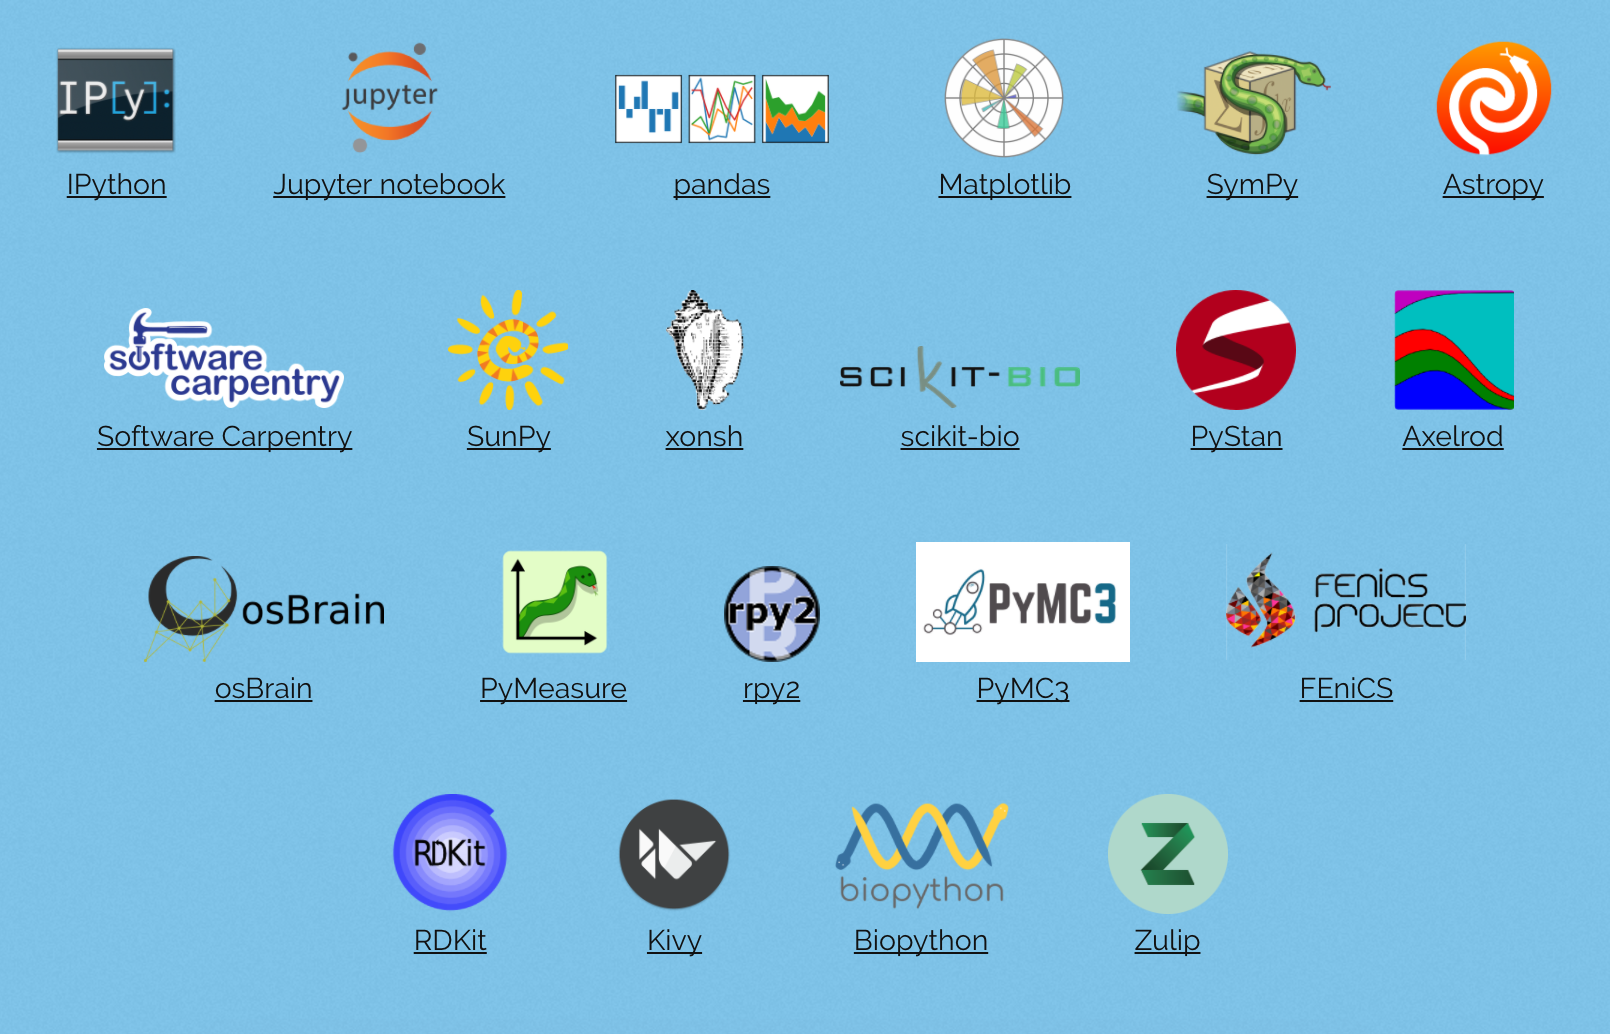 IP[y]:
jupyter
IPython
Jupyter notebook
pandas
Matplotlib
SymPy
Astropy
software
carpentry
scikit-bio
Software Carpentry
SunPy
xonsh
scikit-bio
PyStan
Axelrod
osBrain
rpy2
PyMC3
FEniCS
PROJECT
osBrain
PyMeasure
rpy2
PyMC3
FEniCS
RDKit
biopython
Z
RDKit
Kivy
Biopython
Zulip